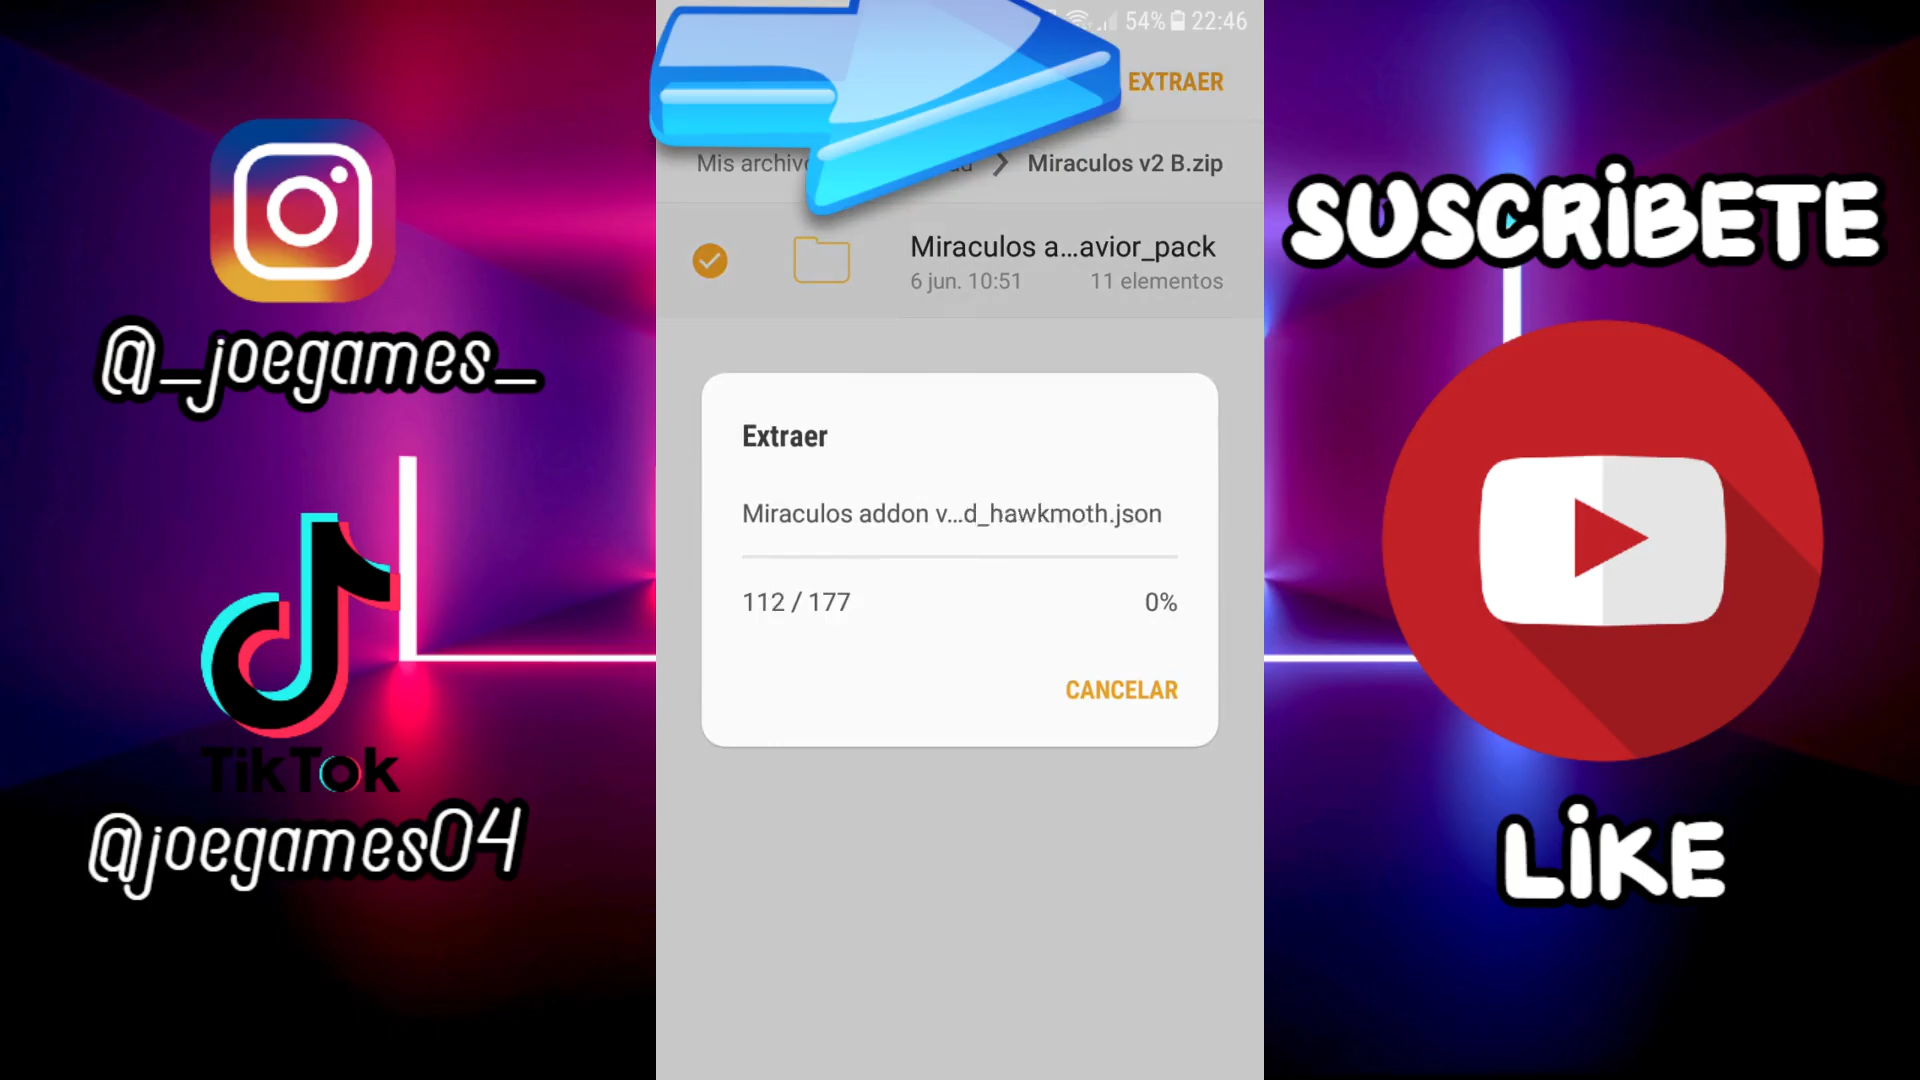 54% 22:46
EXTRAER
Mis archivo
Miraculos v2 B.zip
Miraculos a...avior_pack
6 jun. 10:51 11 elementos
Extraer
Miraculos addon v...d_hawkmoth.json
112 / 177 0%
CANCELAR
@_joegames_
TikTok
@joegames04
SUSCRIBETE
LIKE